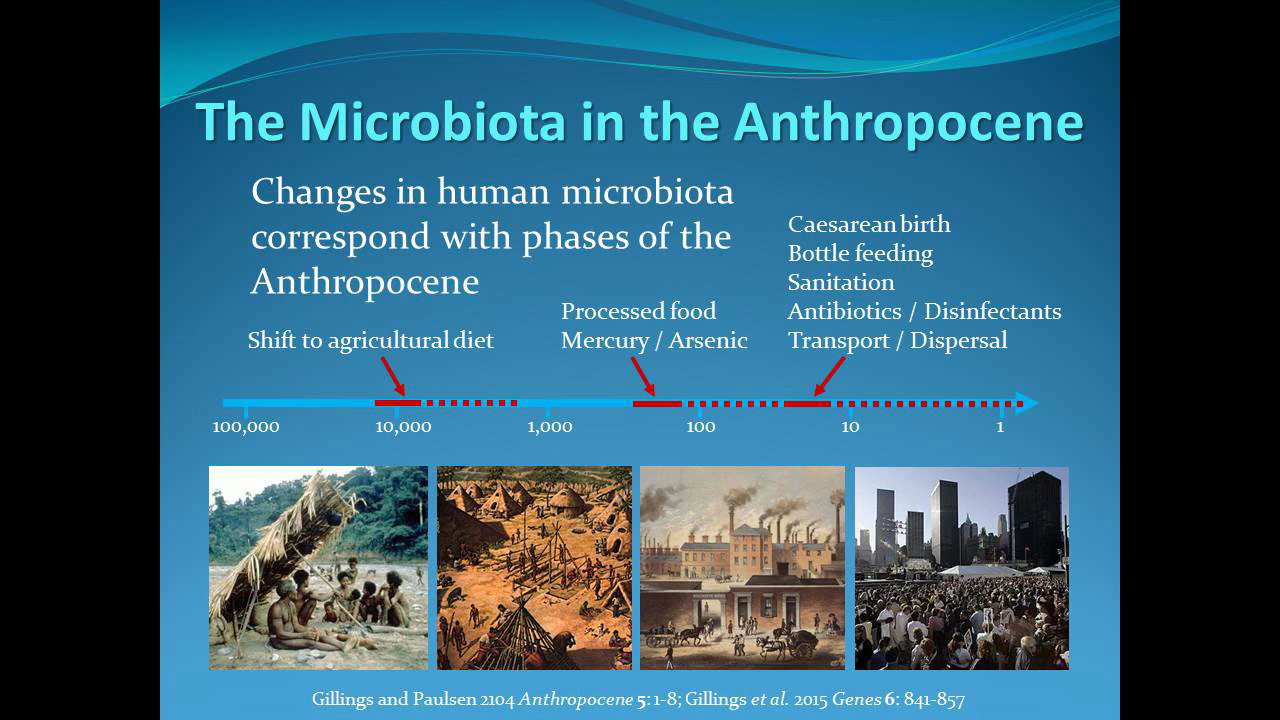 The Microbiota in the Anthropocene
Changes in human microbiota
correspond with phases of the
Anthropocene
Shift to agricultural diet
Processed food
Mercury / Arsenic
Caesarean birth
Bottle feeding
Sanitation
Antibiotics / Disinfectants
Transport / Dispersal
100,000 10,000 1,000 100 10 1
Gillings and Paulsen 2104 Anthropocene 5: 1-8; Gillings et al. 2015 Genes 6: 841-857